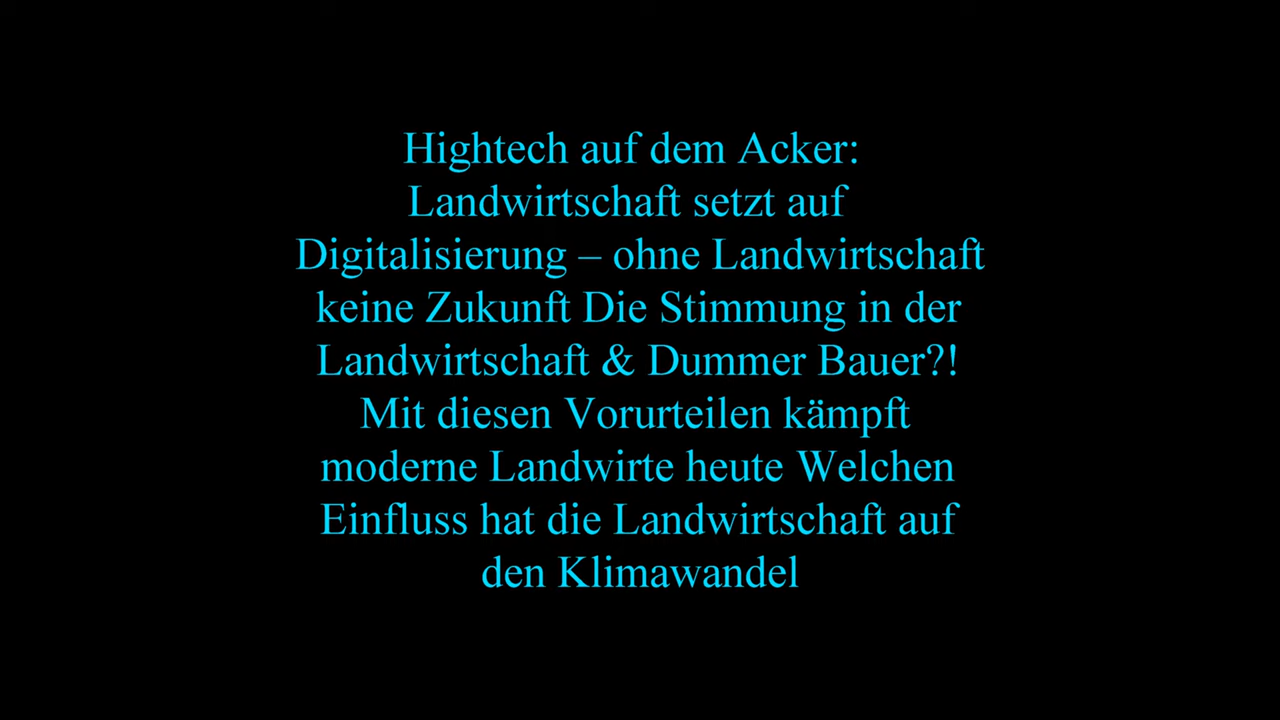 Hightech auf dem Acker:
Landwirtschaft setzt auf
Digitalisierung – ohne Landwirtschaft
keine Zukunft Die Stimmung in der
Landwirtschaft & Dummer Bauer?!
Mit diesen Vorurteilen kämpft
moderne Landwirte heute Welchen
Einfluss hat die Landwirtschaft auf
den Klimawandel